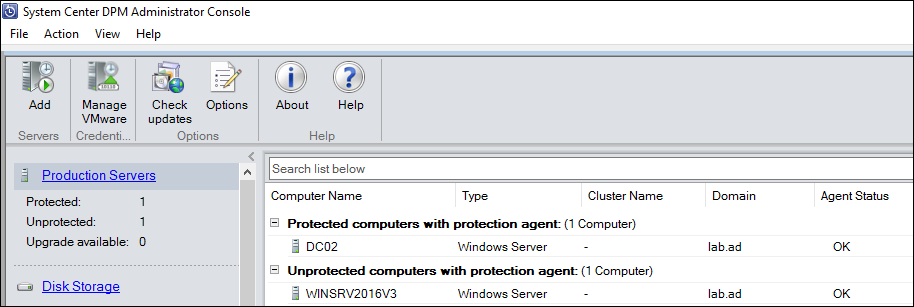 System Center DPM Administrator Console
File Action View Help
Add
Manage VMware
Check updates
Options
About
Help
Servers
Credenti...
Options
Help
Production Servers
Protected: 1
Unprotected: 1
Upgrade available: 0
Disk Storage
Search list below
Computer Name Type Cluster Name Domain Agent Status
Protected computers with protection agent: (1 Computer)
DC02 Windows Server - lab.ad OK
Unprotected computers with protection agent: (1 Computer)
WINSRV2016V3 Windows Server - lab.ad OK